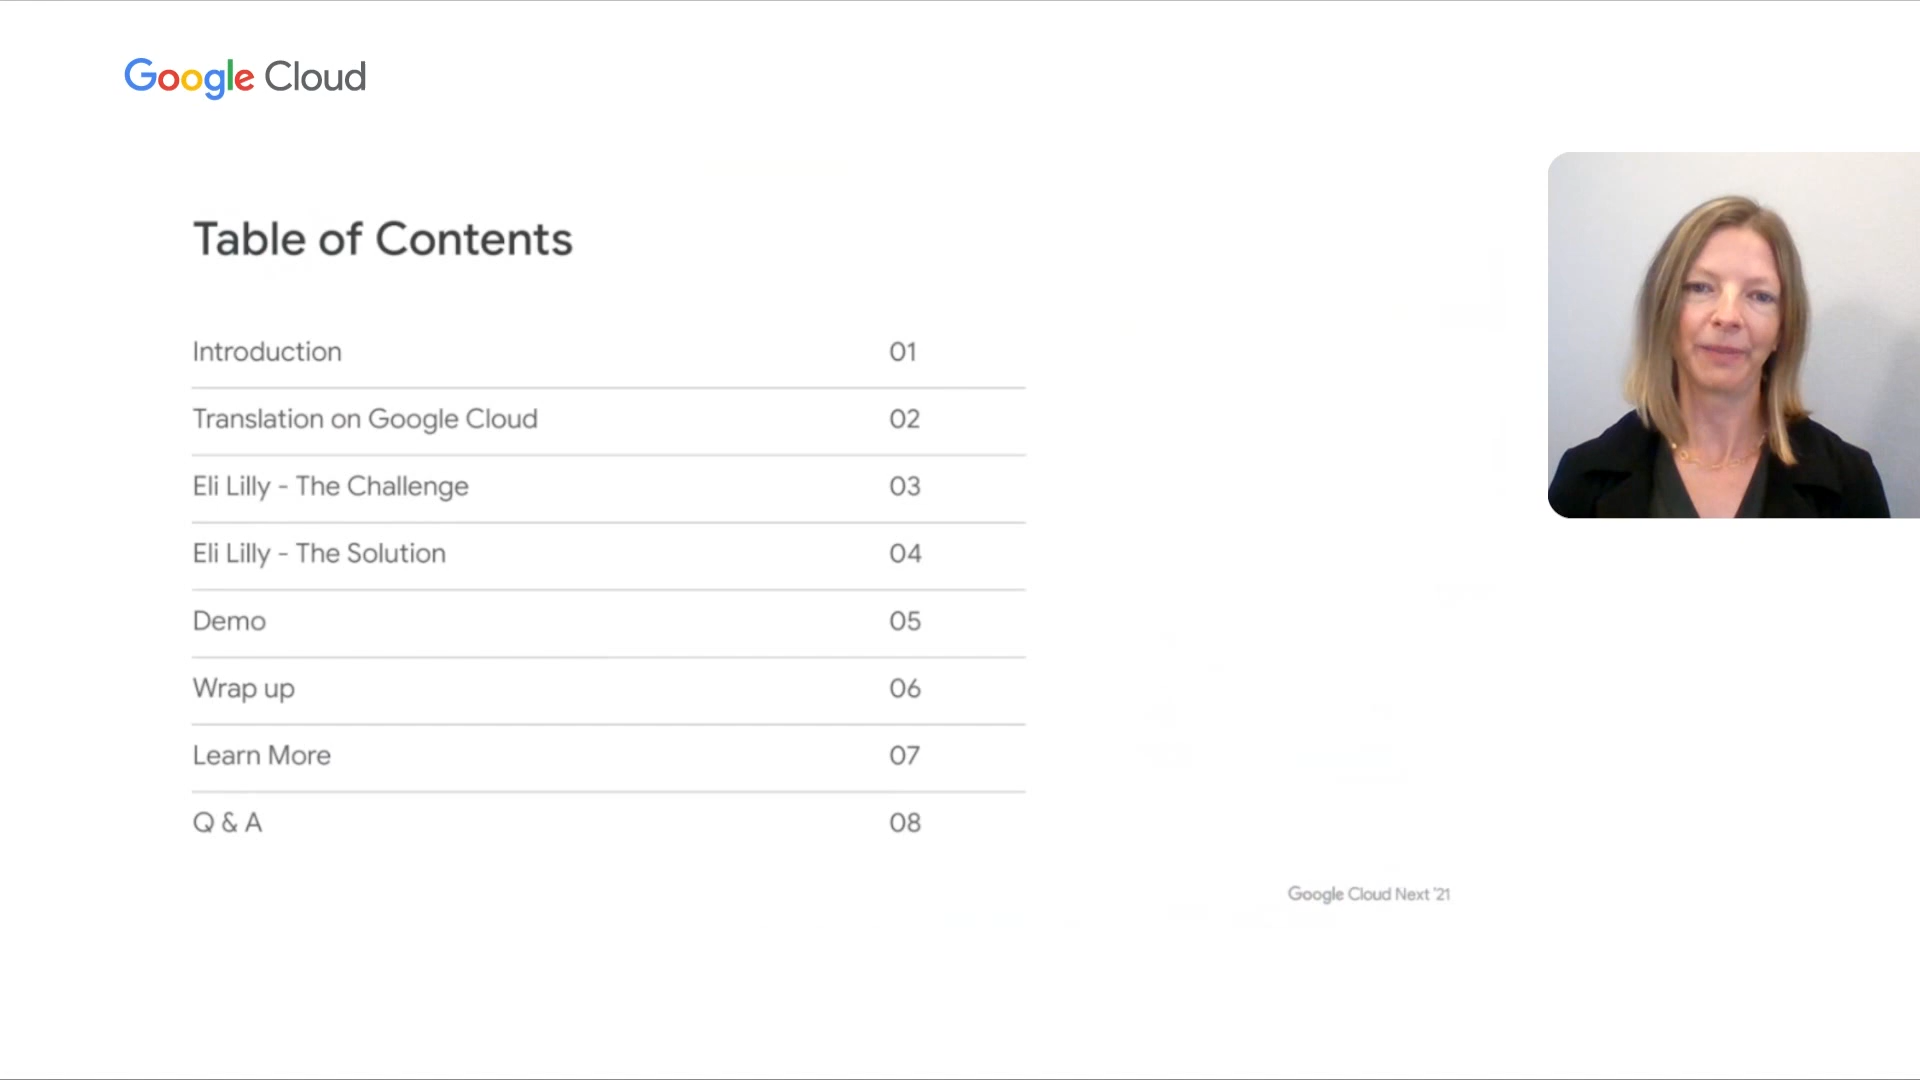 Google Cloud
Table of Contents
Introduction 01
Translation on Google Cloud 02
Eli Lilly - The Challenge 03
Eli Lilly - The Solution 04
Demo 05
Wrap up 06
Learn More 07
Q & A 08
Google Cloud Next '21